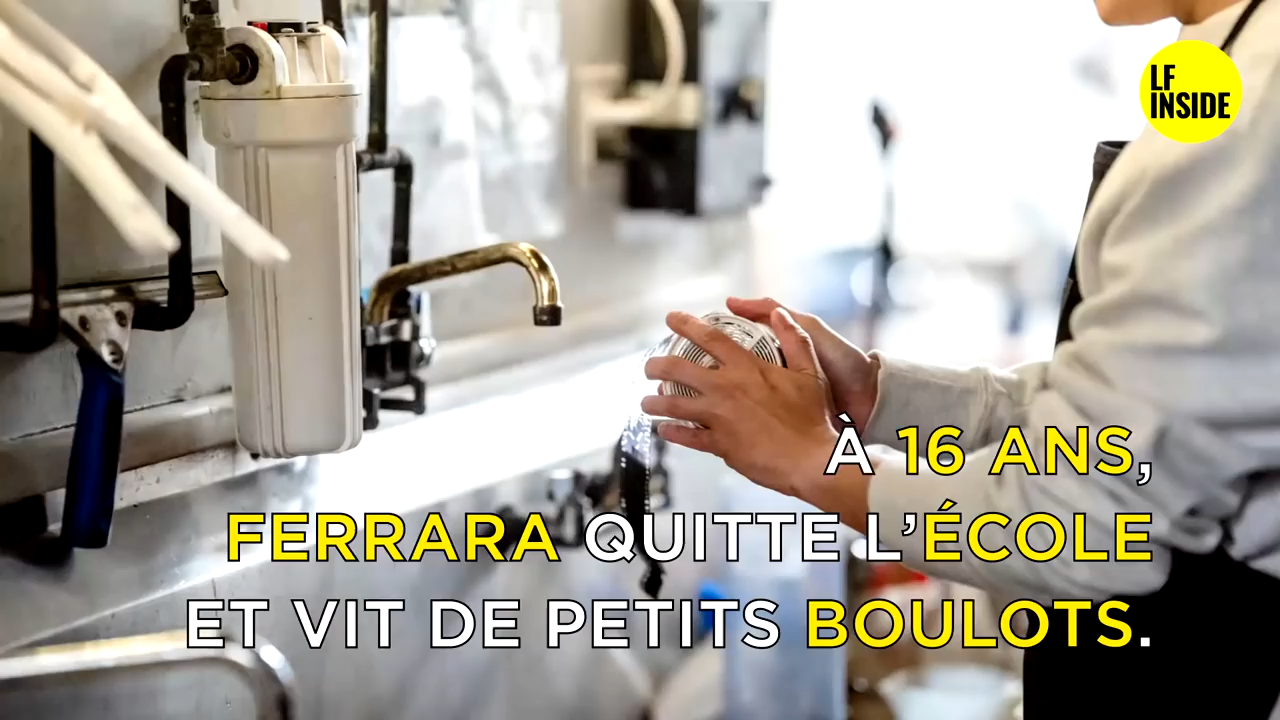 LF
INSIDE
À 16 ANS,
FERRARA QUITTE L’ÉCOLE
ET VIT DE PETITS BOULOTS.